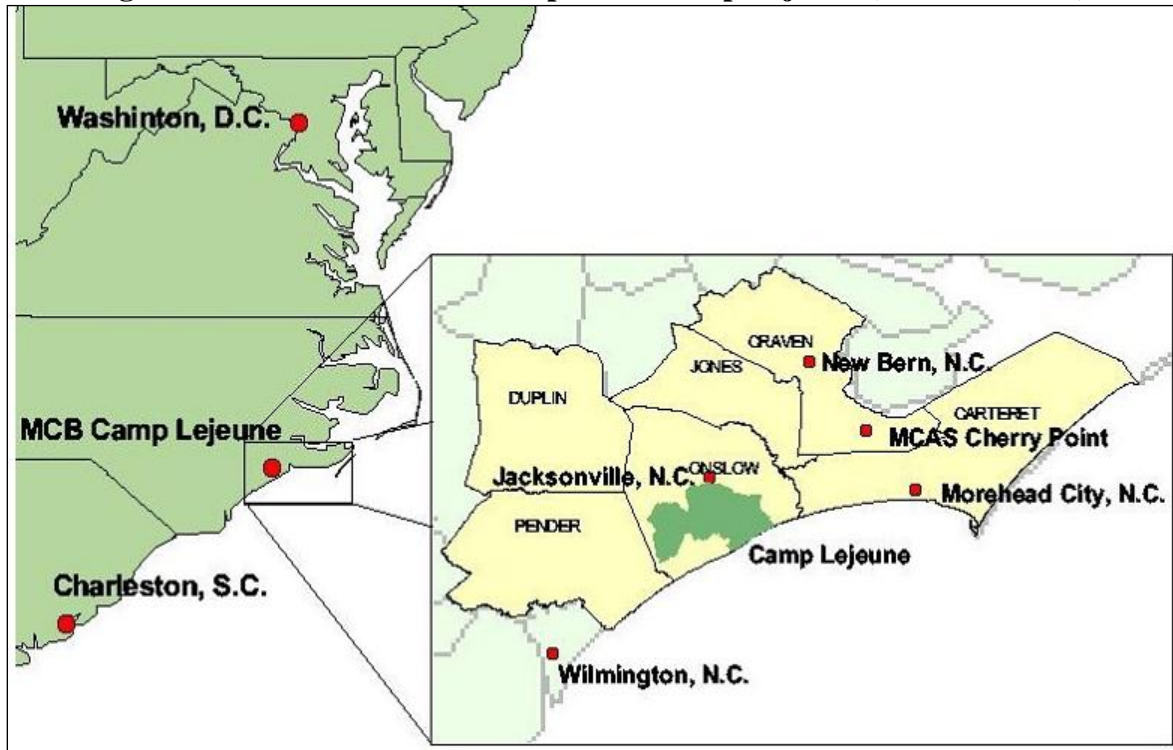 Washinton, D.C.
MCB Camp Lejeune
Charleston, S.C.
CRAVEN
New Bern, N.C.
JONES
DUPLIN
CARTERET
MCAS Cherry Point
ONSLOW
Jacksonville, N.C.
Morehead City, N.C.
PENDER
Camp Lejeune
Wilmington, N.C.